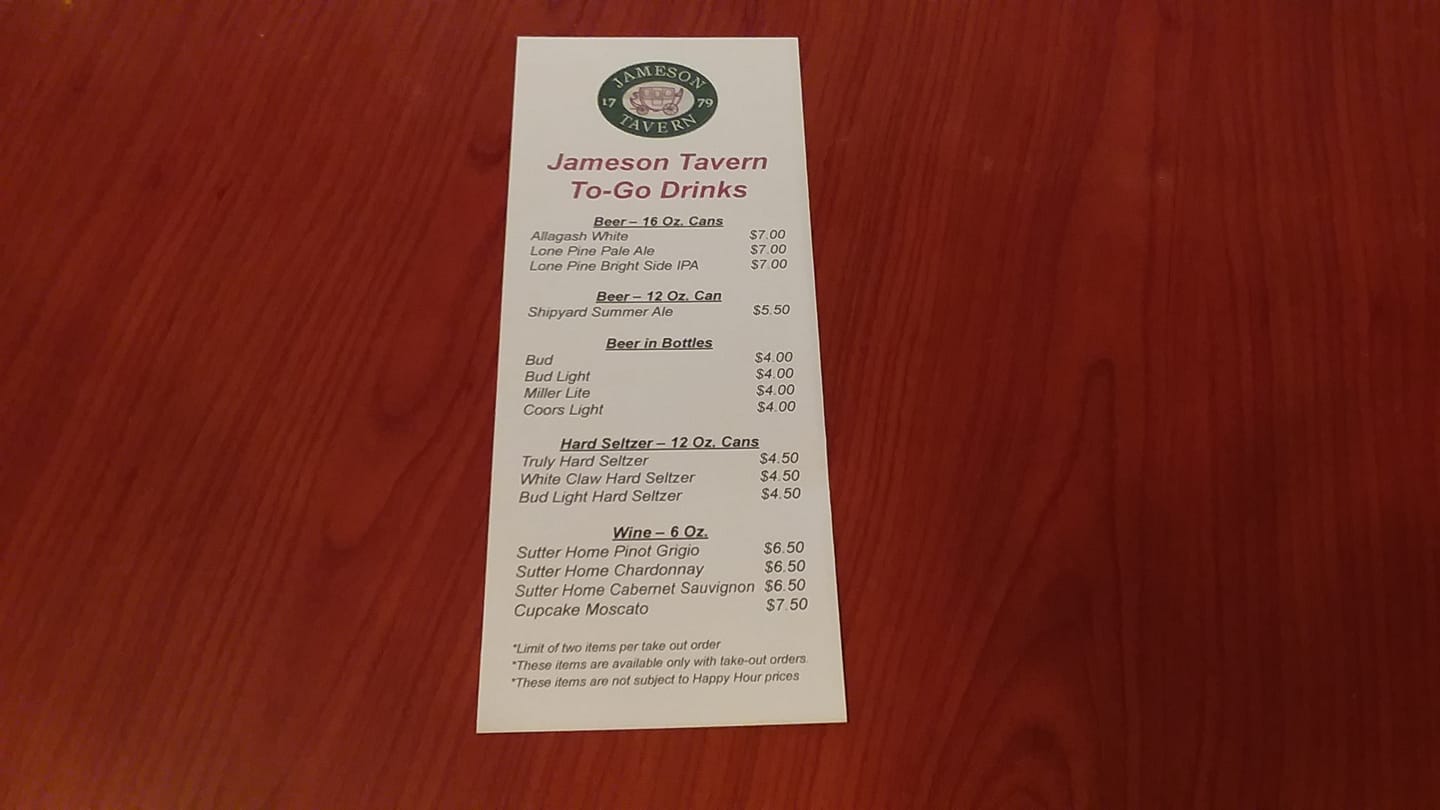 JAMESON
17 79
TAVERN
Jameson Tavern
To-Go Drinks
Beer – 16 Oz. Cans
Allagash White $7.00
Lone Pine Pale Ale $7.00
Lone Pine Bright Side IPA $7.00
Beer – 12 Oz. Can
Shipyard Summer Ale $5.50
Beer in Bottles
Bud $4.00
Bud Light $4.00
Miller Lite $4.00
Coors Light $4.00
Hard Seltzer – 12 Oz. Cans
Truly Hard Seltzer $4.50
White Claw Hard Seltzer $4.50
Bud Light Hard Seltzer $4.50
Wine – 6 Oz.
Sutter Home Pinot Grigio $6.50
Sutter Home Chardonnay $6.50
Sutter Home Cabernet Sauvignon $6.50
Cupcake Moscato $7.50
*Limit of two items per take out order
*These items are available only with take-out orders.
*These items are not subject to Happy Hour prices